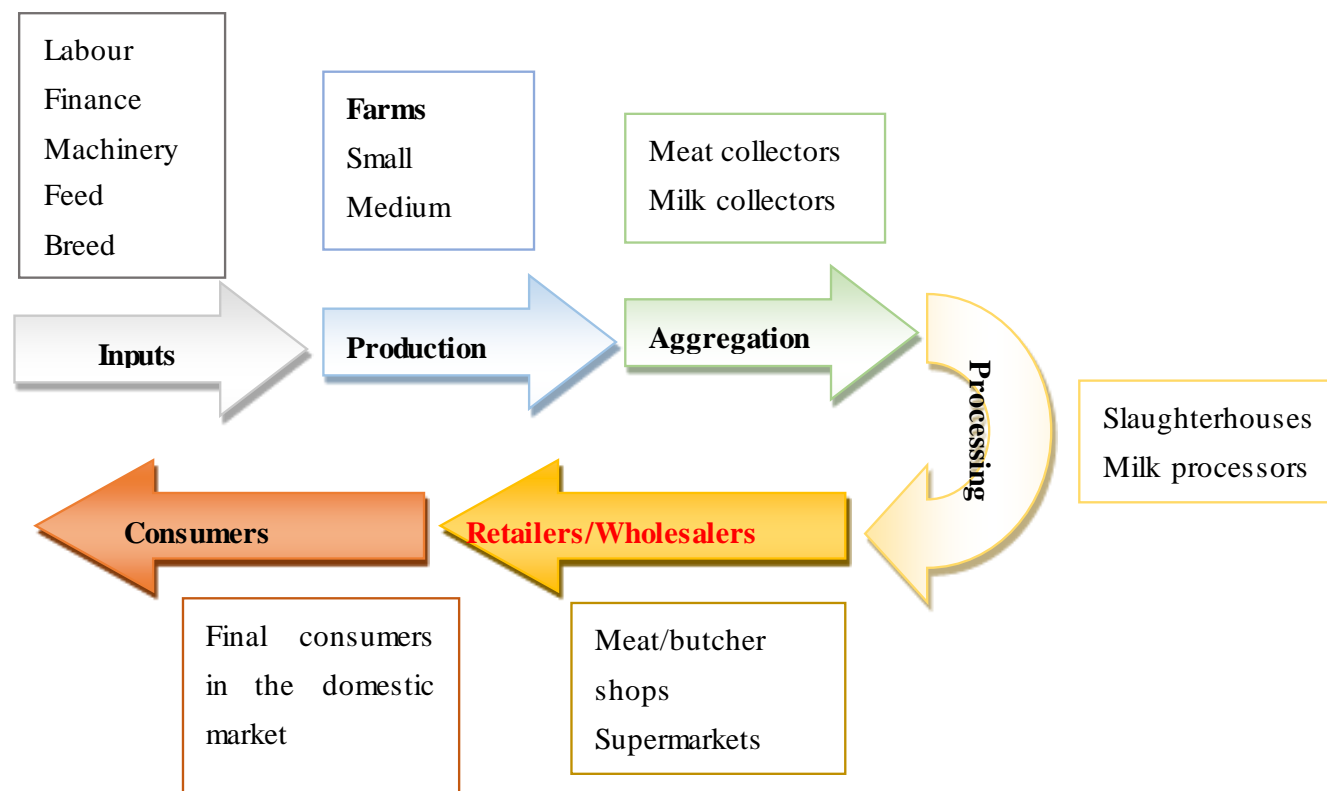 Labour
Finance
Machinery
Feed
Breed
Farms
Small
Medium
Meat collectors
Milk collectors
Inputs
Production
Aggregation
Processing
Slaughterhouses
Milk processors
Consumers
Retailers/Wholesalers
Final consumers
in the domestic
market
Meat/butcher
shops
Supermarkets